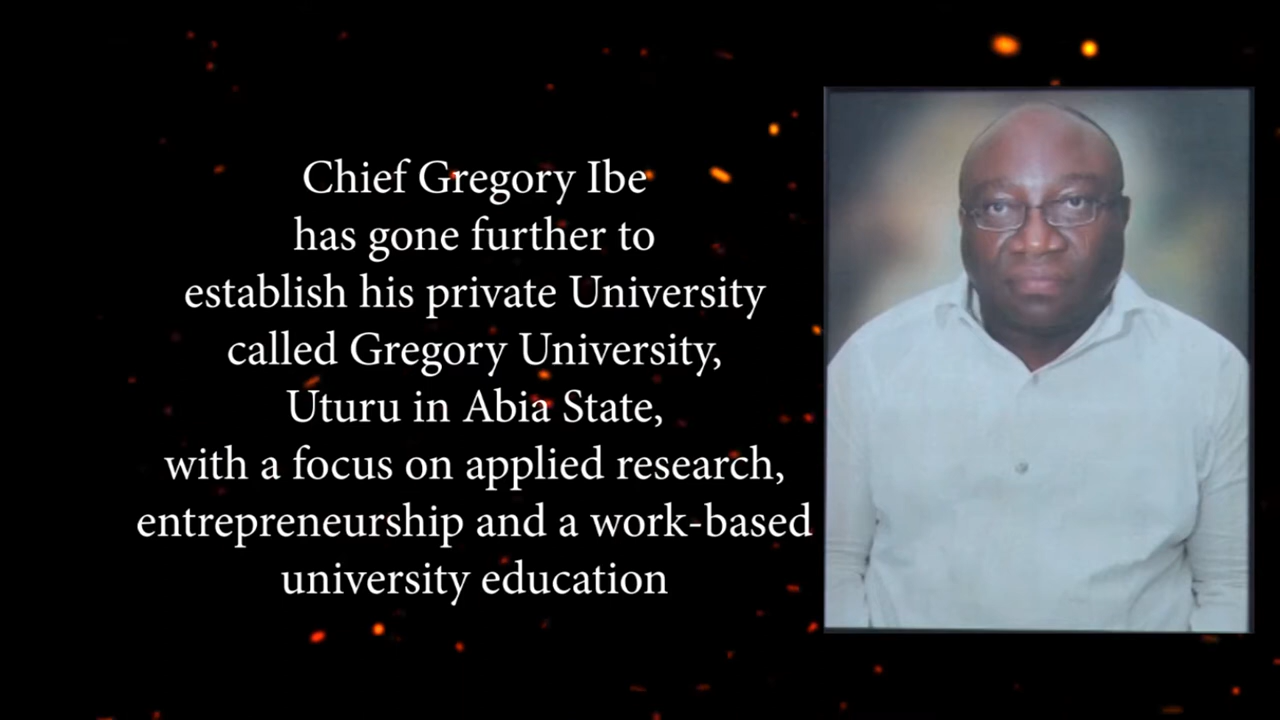 Chief Gregory Ibe
has gone further to
establish his private University
called Gregory University,
Uturu in Abia State,
with a focus on applied research,
entrepreneurship and a work-based
university education